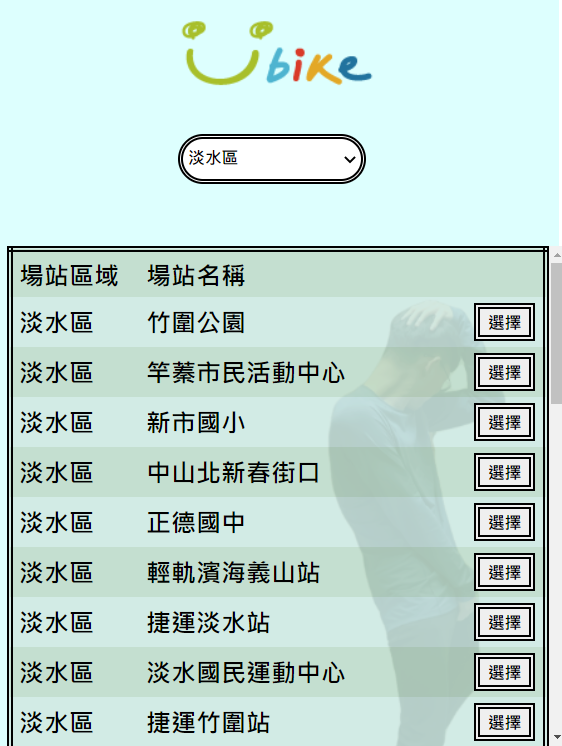 Ubike
淡水區
場站區域 場站名稱
淡水區 竹圍公園 選擇
淡水區 竿蓁市民活動中心 選擇
淡水區 新市國小 選擇
淡水區 中山北新春街口 選擇
淡水區 正德國中 選擇
淡水區 輕軌濱海義山站 選擇
淡水區 捷運淡水站 選擇
淡水區 淡水國民運動中心 選擇
淡水區 捷運竹圍站 選擇